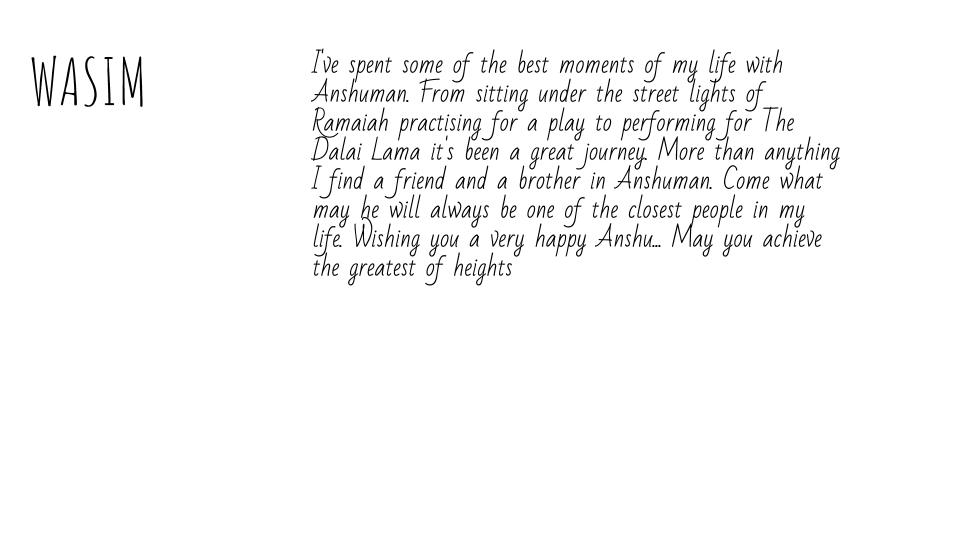 WASIM
I've spent some of the best moments of my life with
Anshuman. From sitting under the street lights of
Ramaiah practising for a play to performing for The
Dalai Lama it's been a great journey. More than anything
I find a friend and a brother in Anshuman. Come what
may he will always be one of the closest people in my
life. Wishing you a very happy Anshu... May you achieve
the greatest of heights